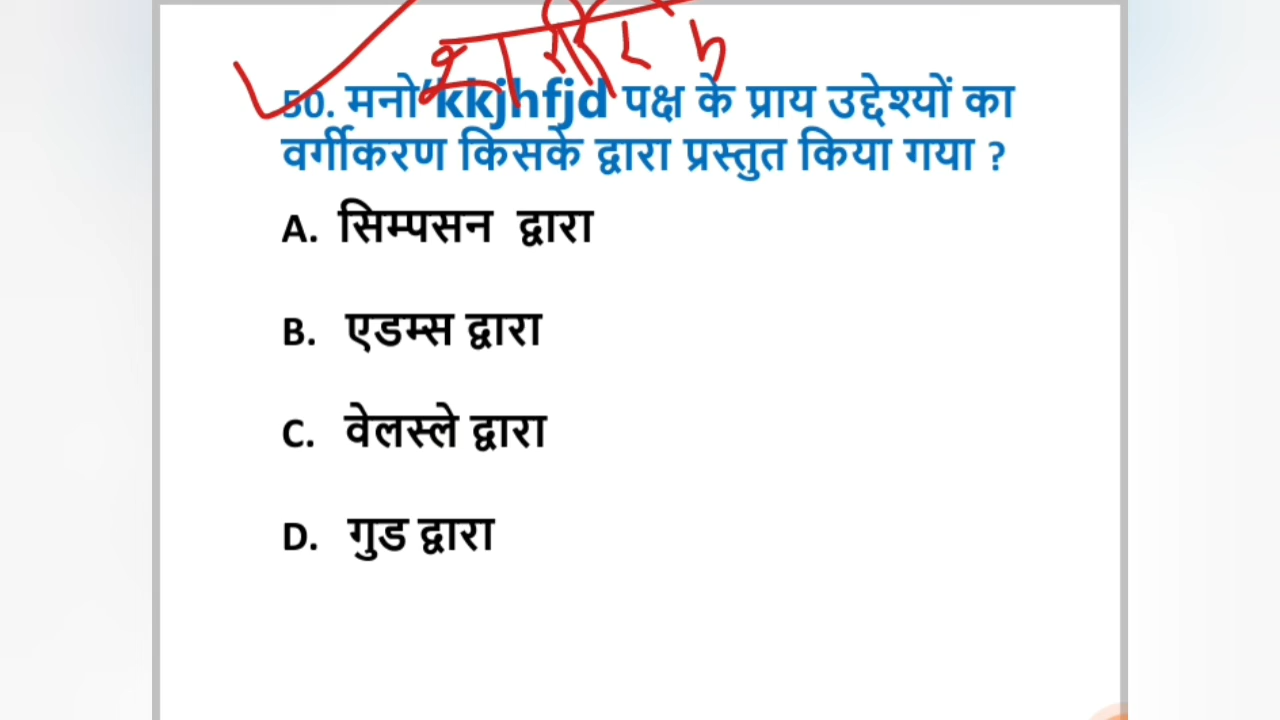 शारीरिक
50. मनो’kkjhfjd पक्ष के प्राय उद्देश्यों का
वर्गीकरण किसके द्वारा प्रस्तुत किया गया ?
A. सिम्पसन द्वारा
B. एडम्स द्वारा
C. वेलस्ले द्वारा
D. गुड द्वारा